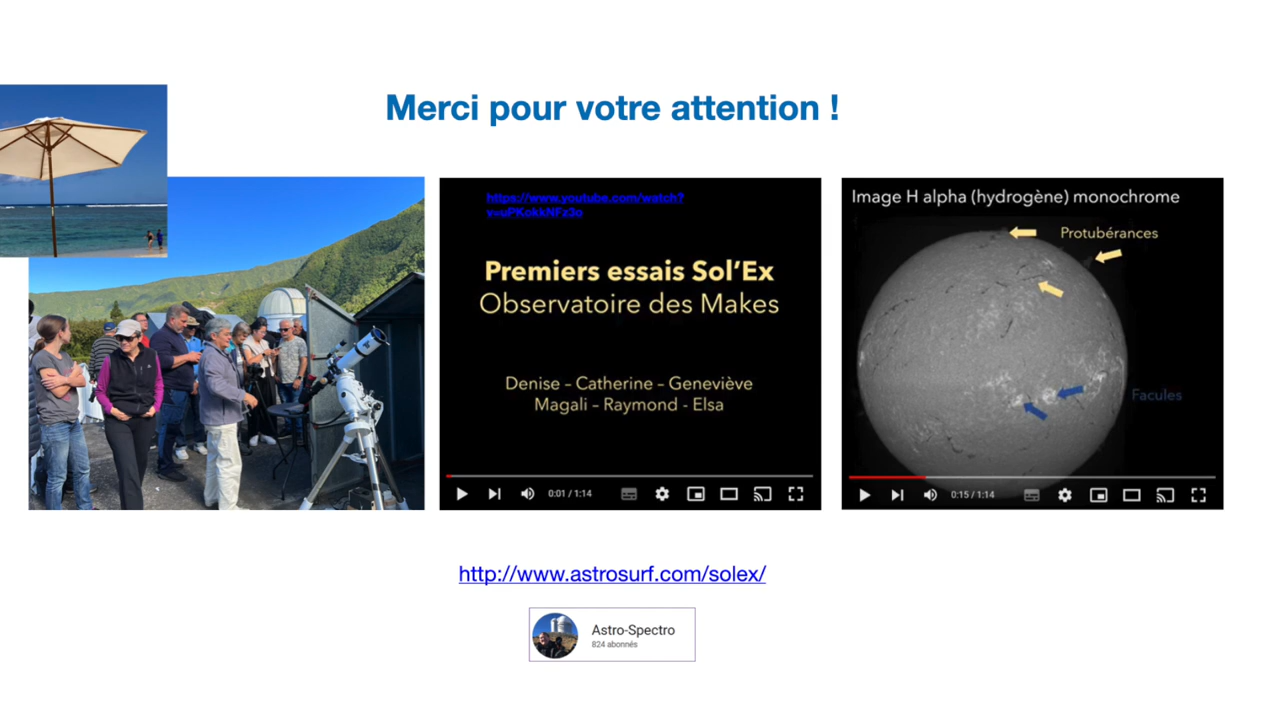 Merci pour votre attention !
https://www.youtube.com/watch?
v=uPKokkNFz3o
Premiers essais Sol'Ex
Observatoire des Makes
Denise – Catherine – Geneviève
Magali – Raymond - Elsa
0:01 / 1:14
Image H alpha (hydrogène) monochrome
Protubérances
Facules
0:15 / 1:14
http://www.astrosurf.com/solex/
Astro-Spectro
824 abonnés